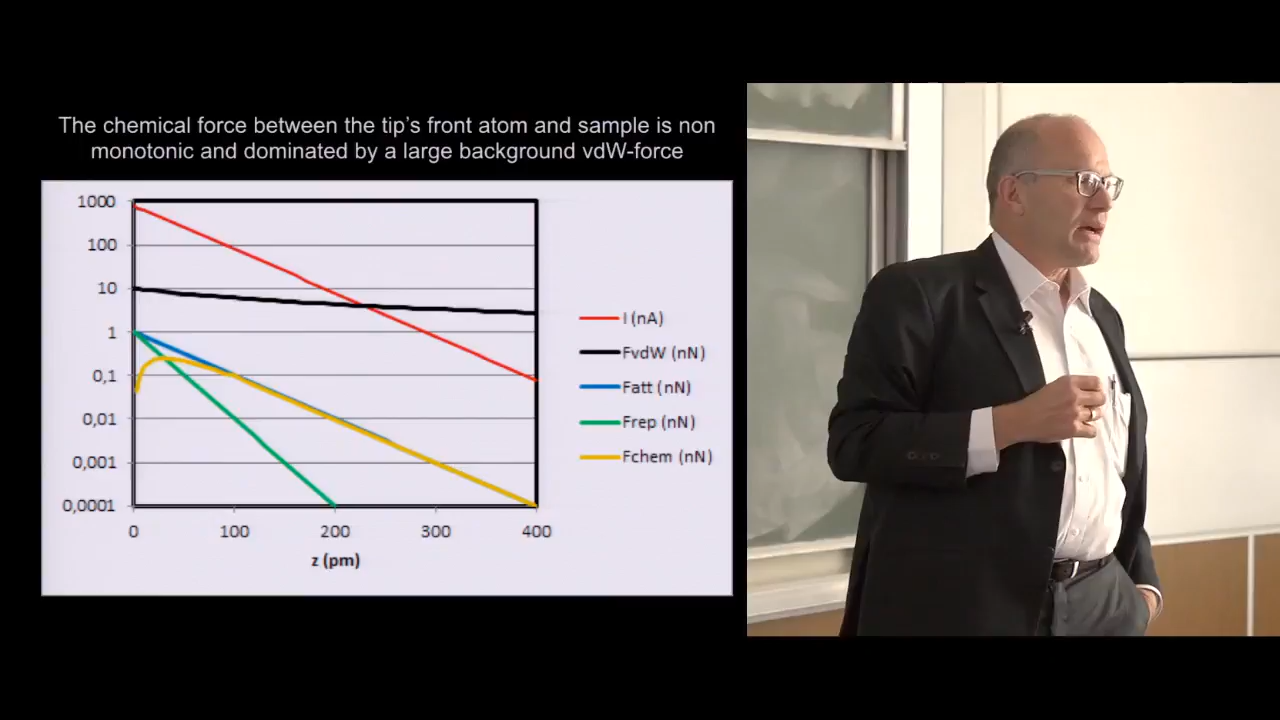 The chemical force between the tip’s front atom and sample is non
monotonic and dominated by a large background vdW-force
1000
100
10
1
0,1
0,01
0,001
0,0001
0
100
200
300
400
z (pm)
I (nA)
FvdW (nN)
Fatt (nN)
Frep (nN)
Fchem (nN)